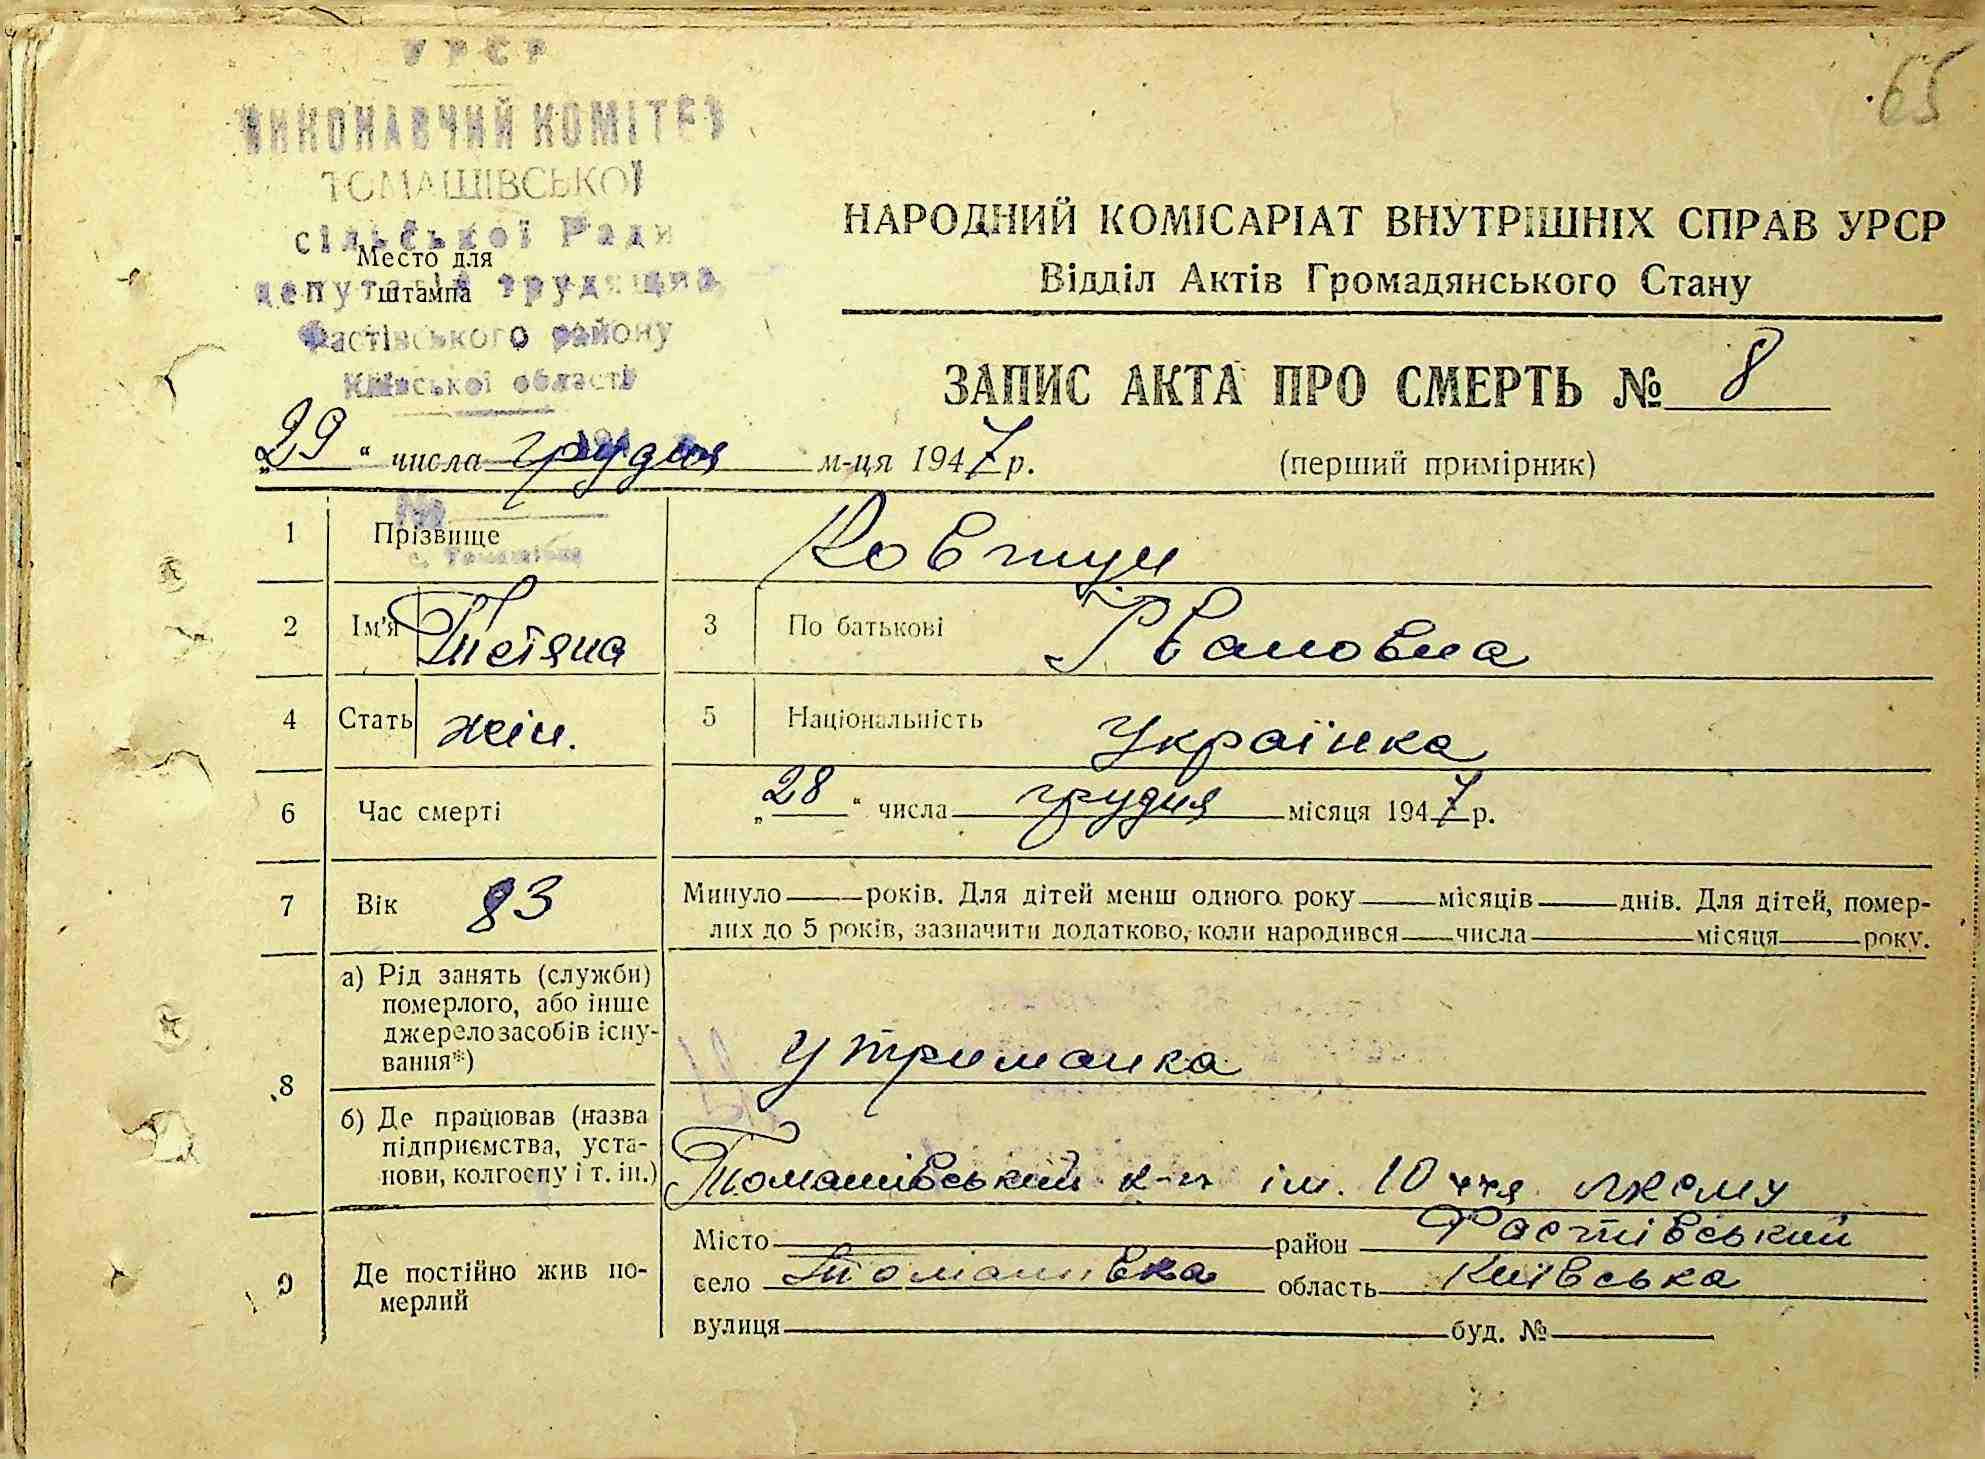 65
УРСР
ВИКОНАВЧИЙ КОМІТЕТ
ТОМАШІВСЬКОЇ
сільської Ради
депутатів трудящих
Фастівського району
Київської області
Место для
штампа
НАРОДНИЙ КОМІСАРІАТ ВНУТРІШНІХ СПРАВ УРСР
Відділ Актів Громадянського Стану
ЗАПИС АКТА ПРО СМЕРТЬ № 8
„29“ числа грудня м-ця 1947 р. (перший примірник)
№
с. Томашівка
1 Прізвище Ковтун
2 Ім'я Тетяна 3 По батькові Івановна
4 Стать жін. 5 Національність Українка
6 Час смерті „28“ числа грудня місяця 1947 р.
7 Вік 83 Минуло років. Для дітей менш одного року місяців днів. Для дітей, помер-
лих до 5 років, зазначити додатково, коли народився числа місяця року.
8 а) Рід занять (служби)
померлого, або інше
джерело засобів існу-
вання*)
утриманка
б) Де працював (назва
підприємства, уста-
нови, колгоспу і т. ін.)
Томашівський к-п ім. 10 ччя лксму
9 Де постійно жив по-
мерлий
Місто район Фастівський
село Томашівка область Київська
вулиця буд. №